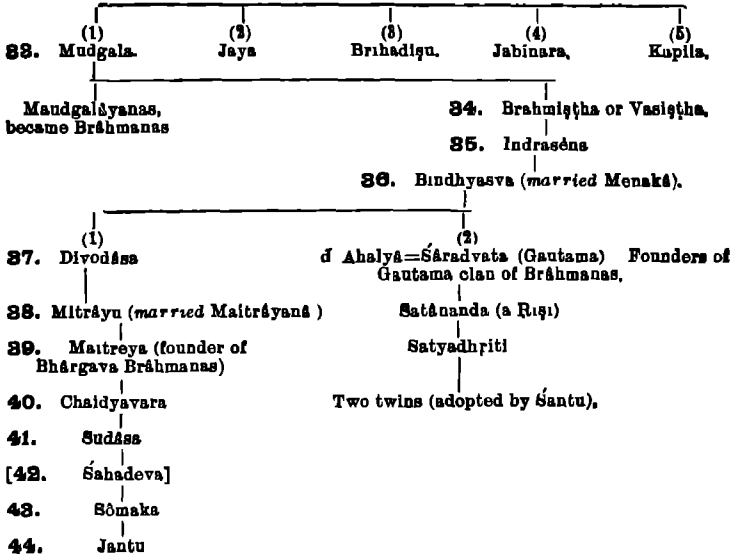 (1) (2) (3) (4) (5)
33. Mudgala. Jaya Brihadiṣu. Jabinara. Kapila.
Maudgalâyanas, 34. Brahmiṣṭha or Vasiṣṭha.
became Brâhmanas
35. Indrasêna
36. Bindhyasva (married Menakâ).
(1) (2)
37. Divodâsa d Ahalyâ=Śâradvata (Gautama) Founders of
Gautama clan of Brâhmanas.
38. Mitrâyu (married Maitrâyanâ) Satânanda (a Ṛiṣi)
39. Maitreya (founder of Satyadhṛiti
Bhârgava Brâhmanas)
40. Chaidyavara Two twins (adopted by Śantu).
41. Sudâsa
[42. Śahadeva]
43. Sômaka
44. Jantu